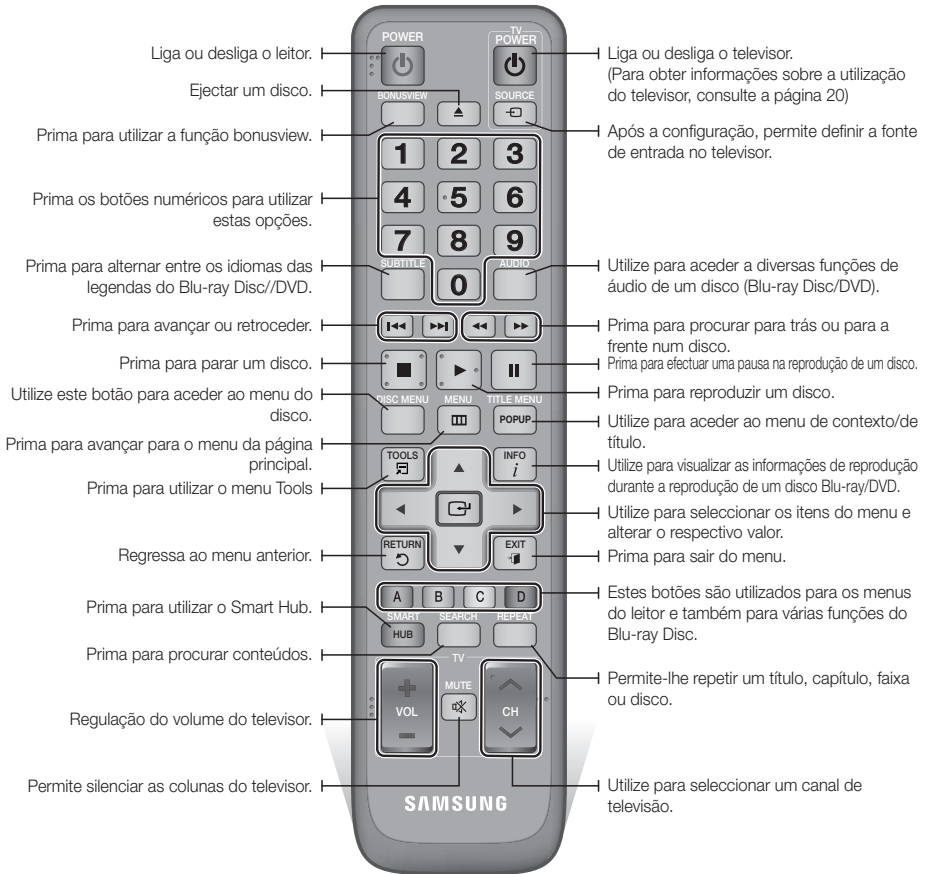 Liga ou desliga o leitor.
Ejectar um disco.
Prima para utilizar a função bonusview.
Prima os botões numéricos para utilizar
estas opções.
Prima para alternar entre os idiomas das
legendas do Blu-ray Disc//DVD.
Prima para avançar ou retroceder.
Prima para parar um disco.
Utilize este botão para aceder ao menu do
disco.
Prima para avançar para o menu da página
principal.
Prima para utilizar o menu Tools
Regressa ao menu anterior.
Prima para utilizar o Smart Hub.
Prima para procurar conteúdos.
Regulação do volume do televisor.
Permite silenciar as colunas do televisor.
POWER
TV
POWER
BONUSVIEW
SOURCE
1 2 3
4 5 6
7 8 9
SUBTITLE
0
AUDIO
DISC MENU
MENU
TITLE MENU
POPUP
TOOLS
INFO
i
RETURN
EXIT
A B C D
SMART
HUB
SEARCH
REPEAT
TV
VOL
MUTE
CH
SAMSUNG
Liga ou desliga o televisor.
(Para obter informações sobre a utilização
do televisor, consulte a página 20)
Após a configuração, permite definir a fonte
de entrada no televisor.
Utilize para aceder a diversas funções de
áudio de um disco (Blu-ray Disc/DVD).
Prima para procurar para trás ou para a
frente num disco.
Prima para efectuar uma pausa na reprodução de um disco.
Prima para reproduzir um disco.
Utilize para aceder ao menu de contexto/de
título.
Utilize para visualizar as informações de reprodução
durante a reprodução de um disco Blu-ray/DVD.
Utilize para seleccionar os itens do menu e
alterar o respectivo valor.
Prima para sair do menu.
Estes botões são utilizados para os menus
do leitor e também para várias funções do
Blu-ray Disc.
Permite-lhe repetir um título, capítulo, faixa
ou disco.
Utilize para seleccionar um canal de
televisão.